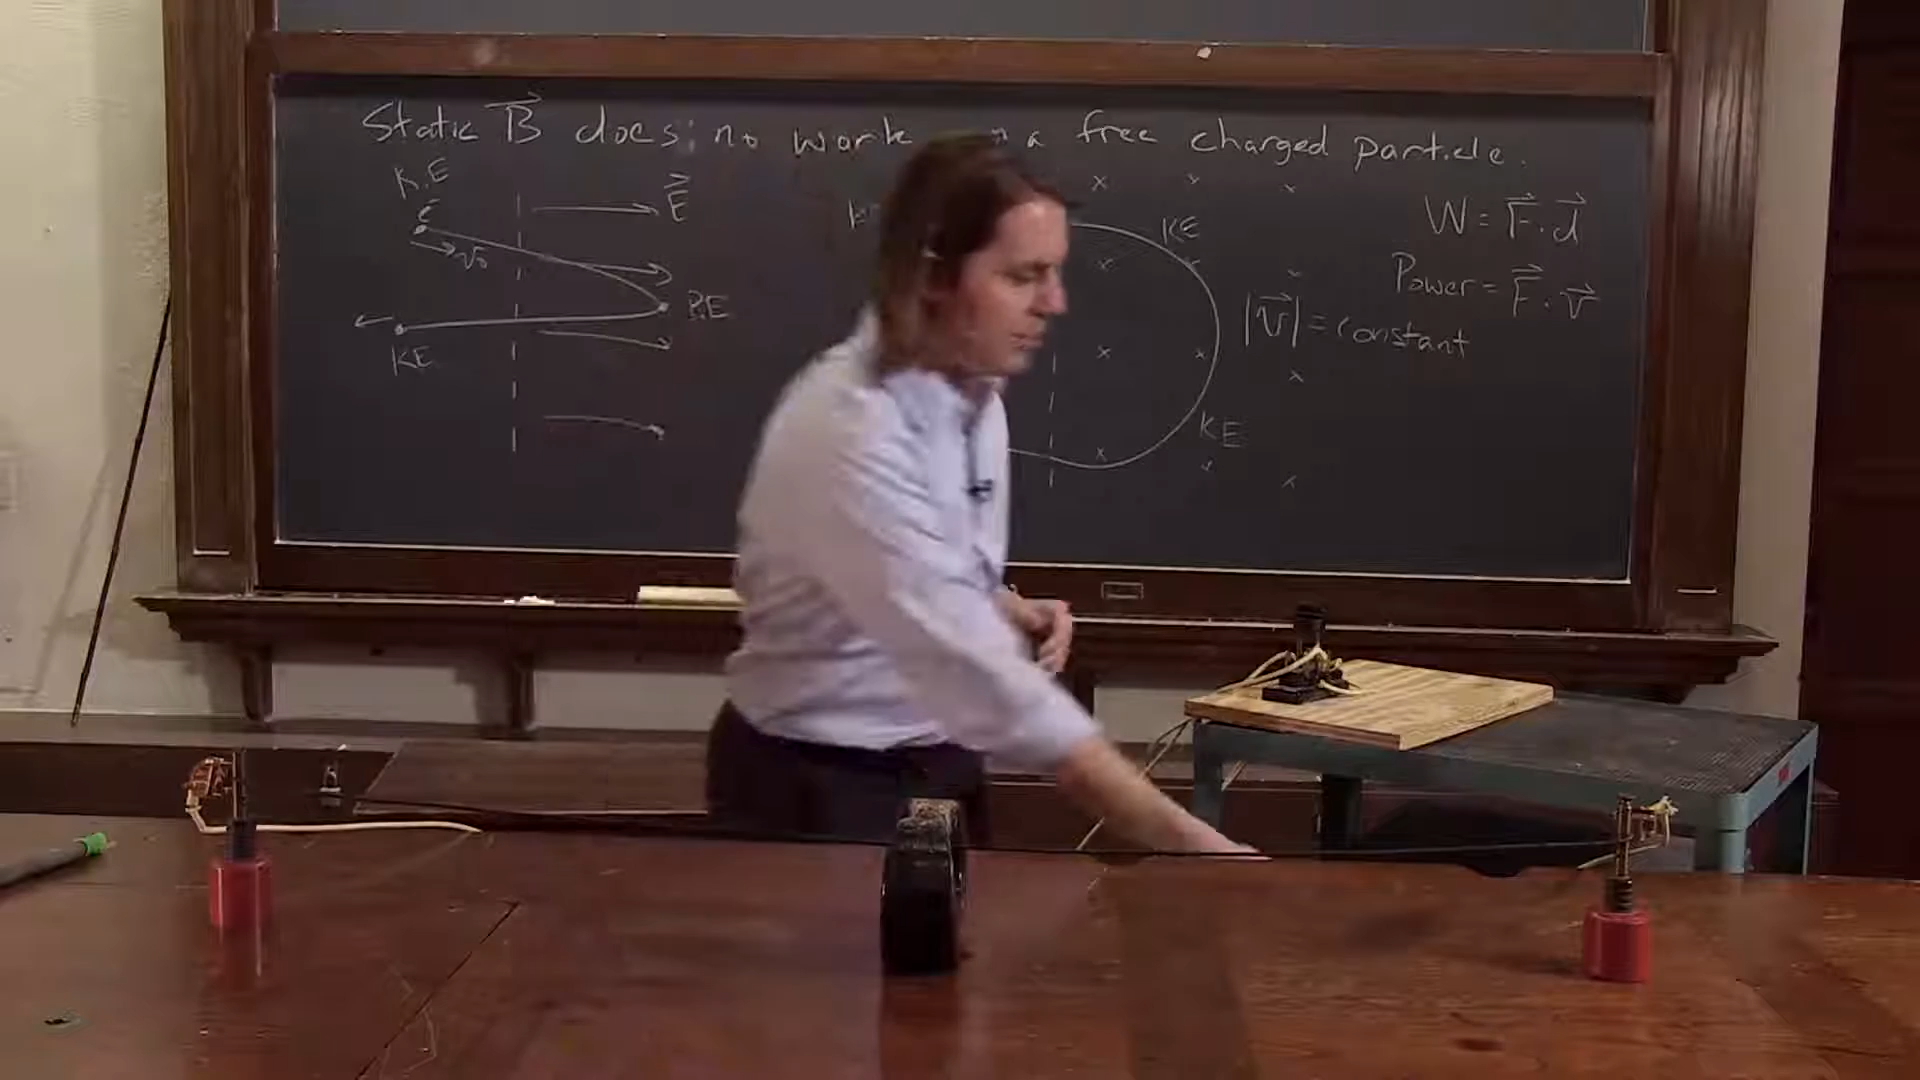 Static B⃗ does no work a free charged particle.
K.E
e⁻
v₀
E⃗
P.E
KE
KE
KE
|v⃗| = constant
W = F⃗ · d⃗
Power = F⃗ · v⃗